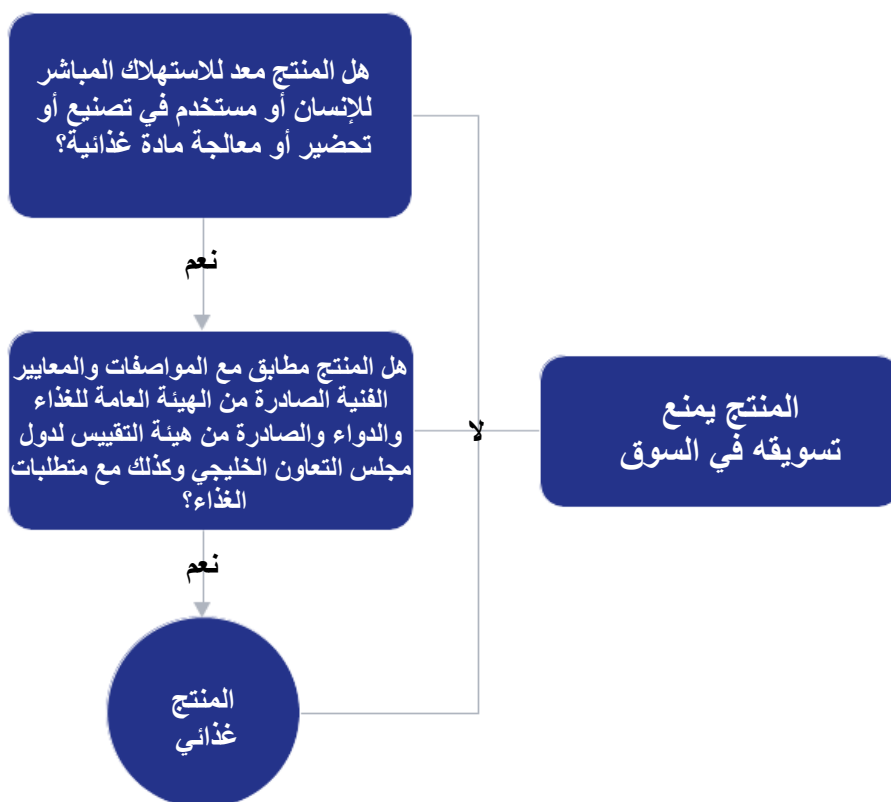 هل المنتج معد للاستهلاك المباشر
للإنسان أو مستخدم في تصنيع أو
تحضير أو معالجة مادة غذائية؟
نعم
هل المنتج مطابق مع المواصفات والمعايير
الفنية الصادرة من الهيئة العامة للغذاء
والدواء والصادرة من هيئة التقييس لدول
مجلس التعاون الخليجي وكذلك مع متطلبات
الغذاء؟
لا
المنتج يمنع
تسويقه في السوق
نعم
المنتج
غذائي